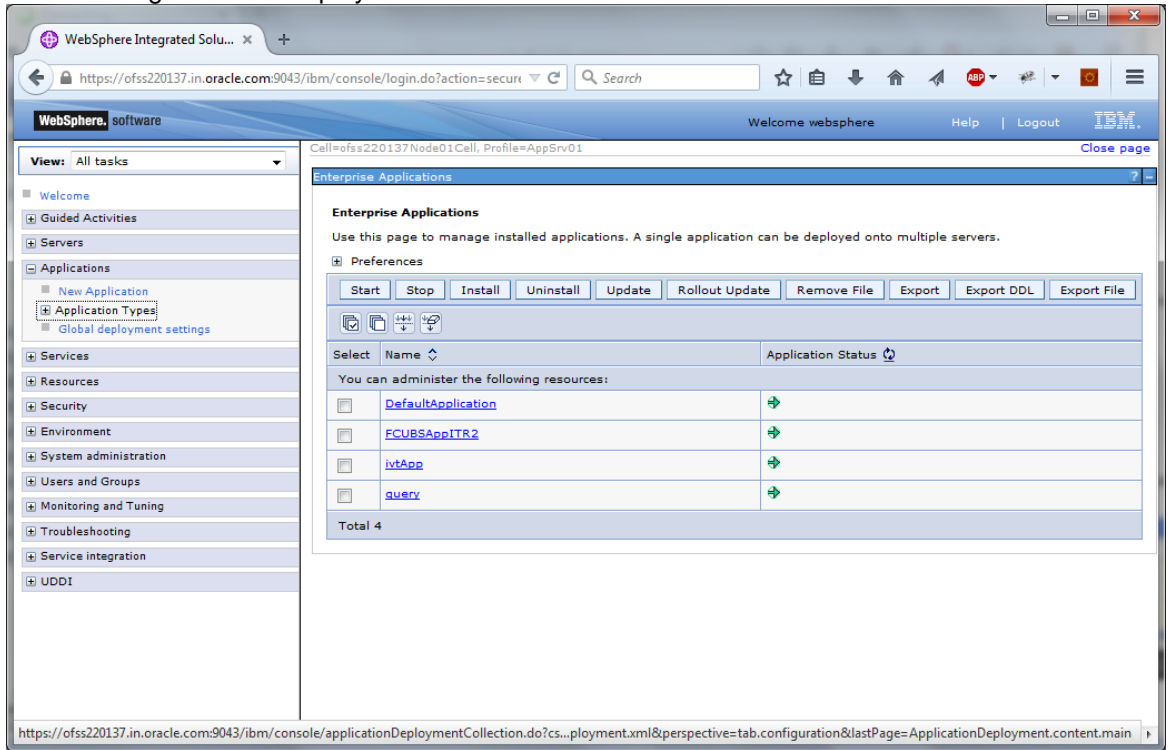 WebSphere Integrated Solu... × +
https://ofss220137.in.oracle.com:9043/ibm/console/login.do?action=secure
Search
ABP
WebSphere. software
Welcome websphere Help | Logout IBM.
View: All tasks
Cell=ofss220137Node01Cell, Profile=AppSrv01 Close page
Welcome
Guided Activities
Servers
Applications
New Application
Application Types
Global deployment settings
Services
Resources
Security
Environment
System administration
Users and Groups
Monitoring and Tuning
Troubleshooting
Service integration
UDDI
Enterprise Applications ? -
Enterprise Applications
Use this page to manage installed applications. A single application can be deployed onto multiple servers.
Preferences
Start Stop Install Uninstall Update Rollout Update Remove File Export Export DDL Export File
Select Name Application Status
You can administer the following resources:
DefaultApplication
FCUBSAppITR2
ivtApp
query
Total 4
https://ofss220137.in.oracle.com:9043/ibm/console/applicationDeploymentCollection.do?cs...ployment.xml&perspective=tab.configuration&lastPage=ApplicationDeployment.content.main